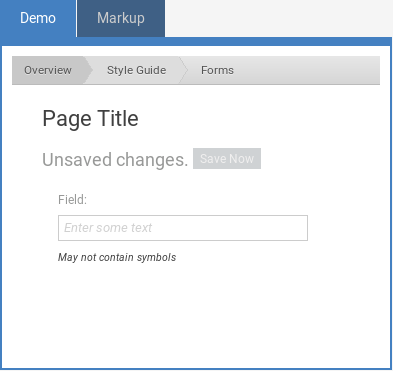 Demo Markup
Overview Style Guide Forms
Page Title
Unsaved changes. Save Now
Field:
Enter some text
May not contain symbols